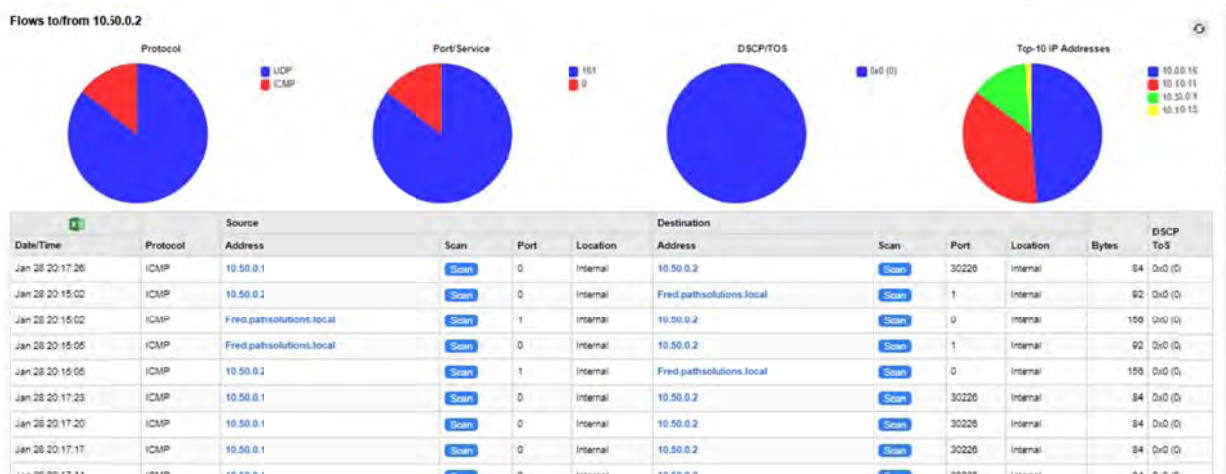 Flows to/from 10.50.0.2
Protocol
UDP
ICMP
Port/Service
161
0
DSCP/TOS
0x0 (0)
Top-10 IP Addresses
Source Destination
Date/Time Protocol Address Scan Port Location Address Scan Port Location Bytes DSCP ToS
Jan 28 20:17:26 ICMP 10.50.0.1 Scan 0 Internal 10.50.0.2 Scan 30226 Internal 84 0x0 (0)
Jan 28 20:15:02 ICMP 10.50.0.2 Scan 0 Internal Fred.pathsolutions.local Scan 1 Internal 92 0x0 (0)
Jan 28 20:15:02 ICMP Fred.pathsolutions.local Scan 1 Internal 10.50.0.2 Scan 0 Internal 156 0x0 (0)
Jan 28 20:15:05 ICMP Fred.pathsolutions.local Scan 0 Internal 10.50.0.2 Scan 1 Internal 92 0x0 (0)
Jan 28 20:15:05 ICMP 10.50.0.2 Scan 1 Internal Fred.pathsolutions.local Scan 0 Internal 156 0x0 (0)
Jan 28 20:17:23 ICMP 10.50.0.1 Scan 0 Internal 10.50.0.2 Scan 30226 Internal 84 0x0 (0)
Jan 28 20:17:20 ICMP 10.50.0.1 Scan 0 Internal 10.50.0.2 Scan 30226 Internal 84 0x0 (0)
Jan 28 20:17:17 ICMP 10.50.0.1 Scan 0 Internal 10.50.0.2 Scan 30226 Internal 84 0x0 (0)